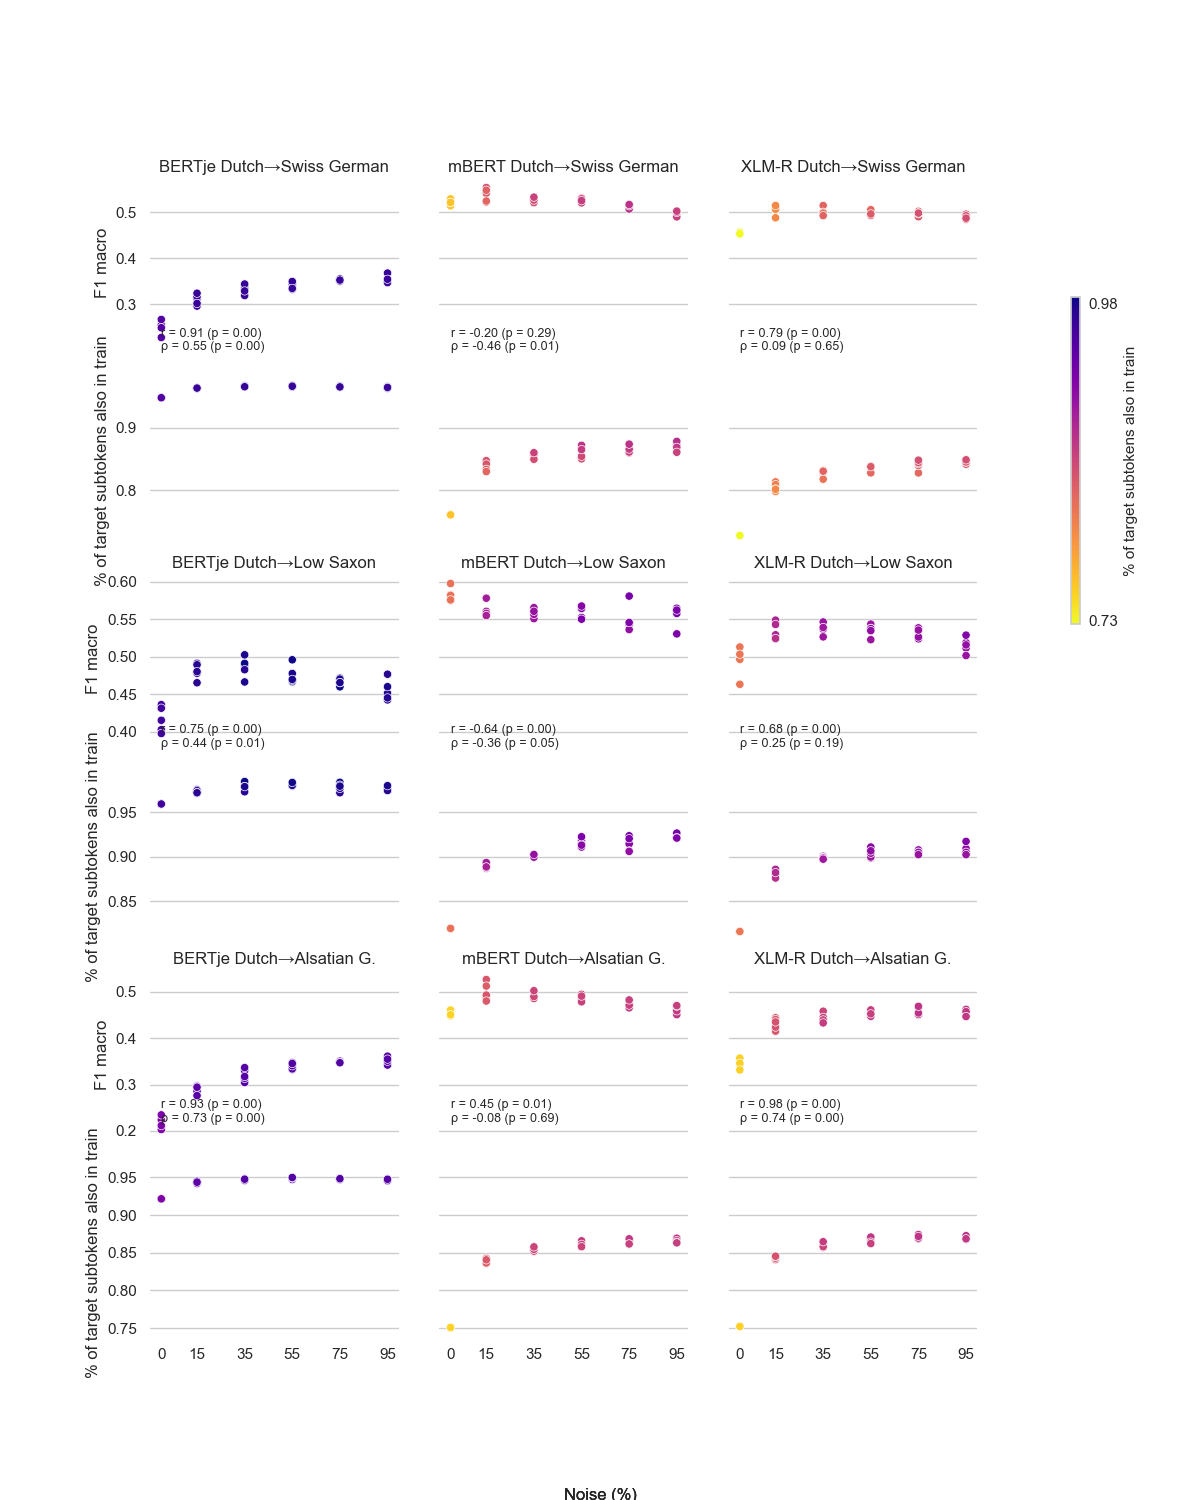 BERTje Dutch→Swiss German
mBERT Dutch→Swiss German
XLM-R Dutch→Swiss German
F1 macro
0.5
0.4
0.3
r = 0.91 (p = 0.00)
ρ = 0.55 (p = 0.00)
r = -0.20 (p = 0.29)
ρ = -0.46 (p = 0.01)
r = 0.79 (p = 0.00)
ρ = 0.09 (p = 0.65)
% of target subtokens also in train
0.9
0.8
0.98
% of target subtokens also in train
0.73
BERTje Dutch→Low Saxon
mBERT Dutch→Low Saxon
XLM-R Dutch→Low Saxon
F1 macro
0.60
0.55
0.50
0.45
0.40
r = 0.75 (p = 0.00)
ρ = 0.44 (p = 0.01)
r = -0.64 (p = 0.00)
ρ = -0.36 (p = 0.05)
r = 0.68 (p = 0.00)
ρ = 0.25 (p = 0.19)
% of target subtokens also in train
0.95
0.90
0.85
BERTje Dutch→Alsatian G.
mBERT Dutch→Alsatian G.
XLM-R Dutch→Alsatian G.
F1 macro
0.5
0.4
0.3
0.2
r = 0.93 (p = 0.00)
ρ = 0.73 (p = 0.00)
r = 0.45 (p = 0.01)
ρ = -0.08 (p = 0.69)
r = 0.98 (p = 0.00)
ρ = 0.74 (p = 0.00)
% of target subtokens also in train
0.95
0.90
0.85
0.80
0.75
0 15 35 55 75 95
0 15 35 55 75 95
0 15 35 55 75 95
Noise (%)